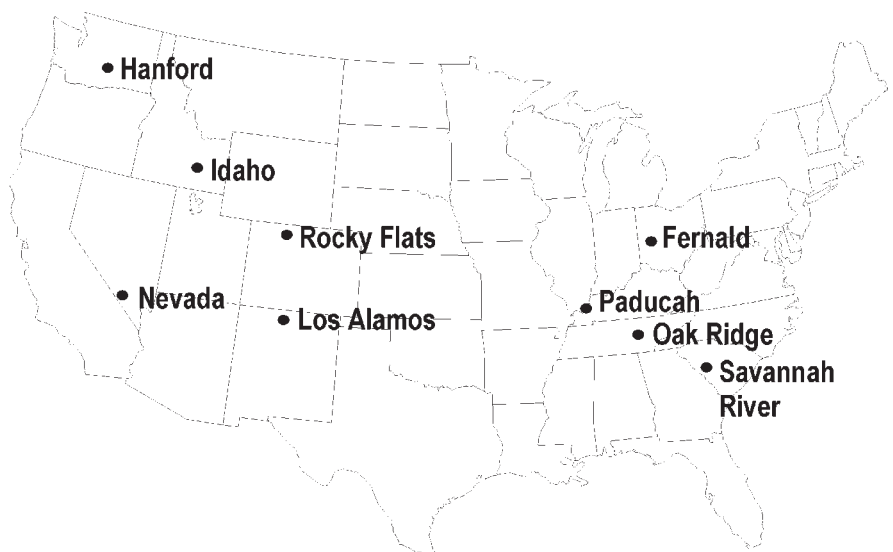 Hanford
Idaho
Rocky Flats
Fernald
Nevada
Paducah
Los Alamos
Oak Ridge
Savannah
River